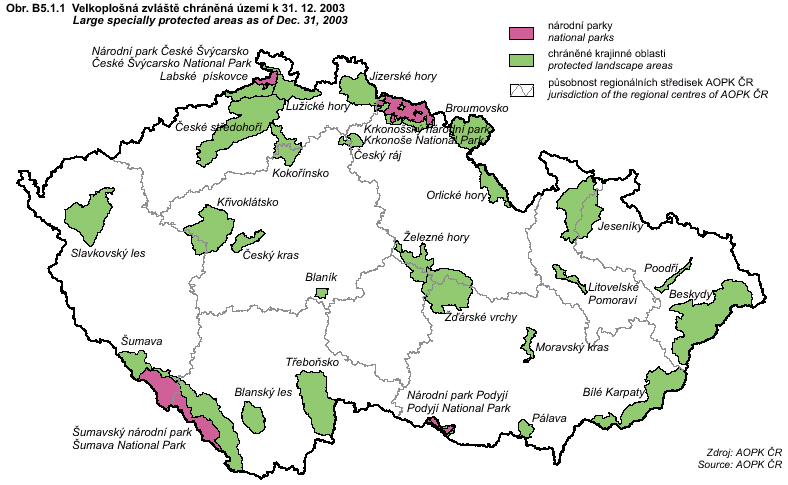 Obr. B5.1.1 Velkoplošná zvláště chráněná území k 31. 12. 2003
Large specially protected areas as of Dec. 31, 2003
národní parky
national parks
chráněné krajinné oblasti
protected landscape areas
působnost regionálních středisek AOPK ČR
jurisdiction of the regional centres of AOPK ČR
Národní park České Švýcarsko
České Švýcarsko National Park
Labské pískovce
Jizerské hory
Lužické hory
Broumovsko
České středohoří
Krkonošský národní park
Krkonoše National Park
Český ráj
Kokořínsko
Orlické hory
Křivoklátsko
Jeseníky
Slavkovský les
Český kras
Železné hory
Poodří
Blaník
Litovelské
Pomoraví
Beskydy
Žďárské vrchy
Šumava
Moravský kras
Třeboňsko
Blanský les
Národní park Podyjí
Podyjí National Park
Bílé Karpaty
Pálava
Šumavský národní park
Šumava National Park
Zdroj: AOPK ČR
Source: AOPK ČR